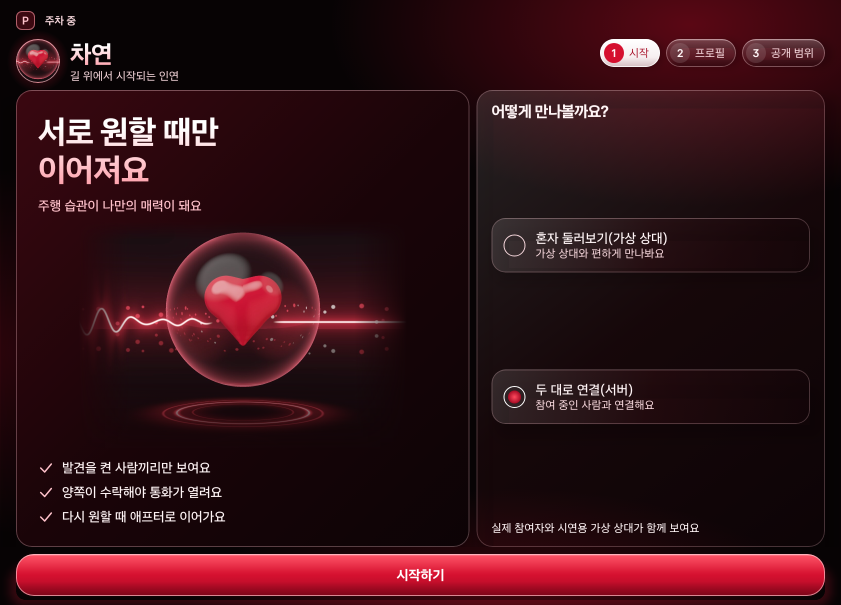 P 주차 중
차연
길 위에서 시작되는 인연
1 시작
2 프로필
3 공개 범위
서로 원할 때만
이어져요
주행 습관이 나만의 매력이 돼요
발견을 켠 사람끼리만 보여요
양쪽이 수락해야 통화가 열려요
다시 원할 때 애프터로 이어가요
어떻게 만나볼까요?
혼자 둘러보기(가상 상대)
가상 상대와 편하게 만나봐요
두 대로 연결(서버)
참여 중인 사람과 연결해요
실제 참여자와 시연용 가상 상대가 함께 보여요
시작하기